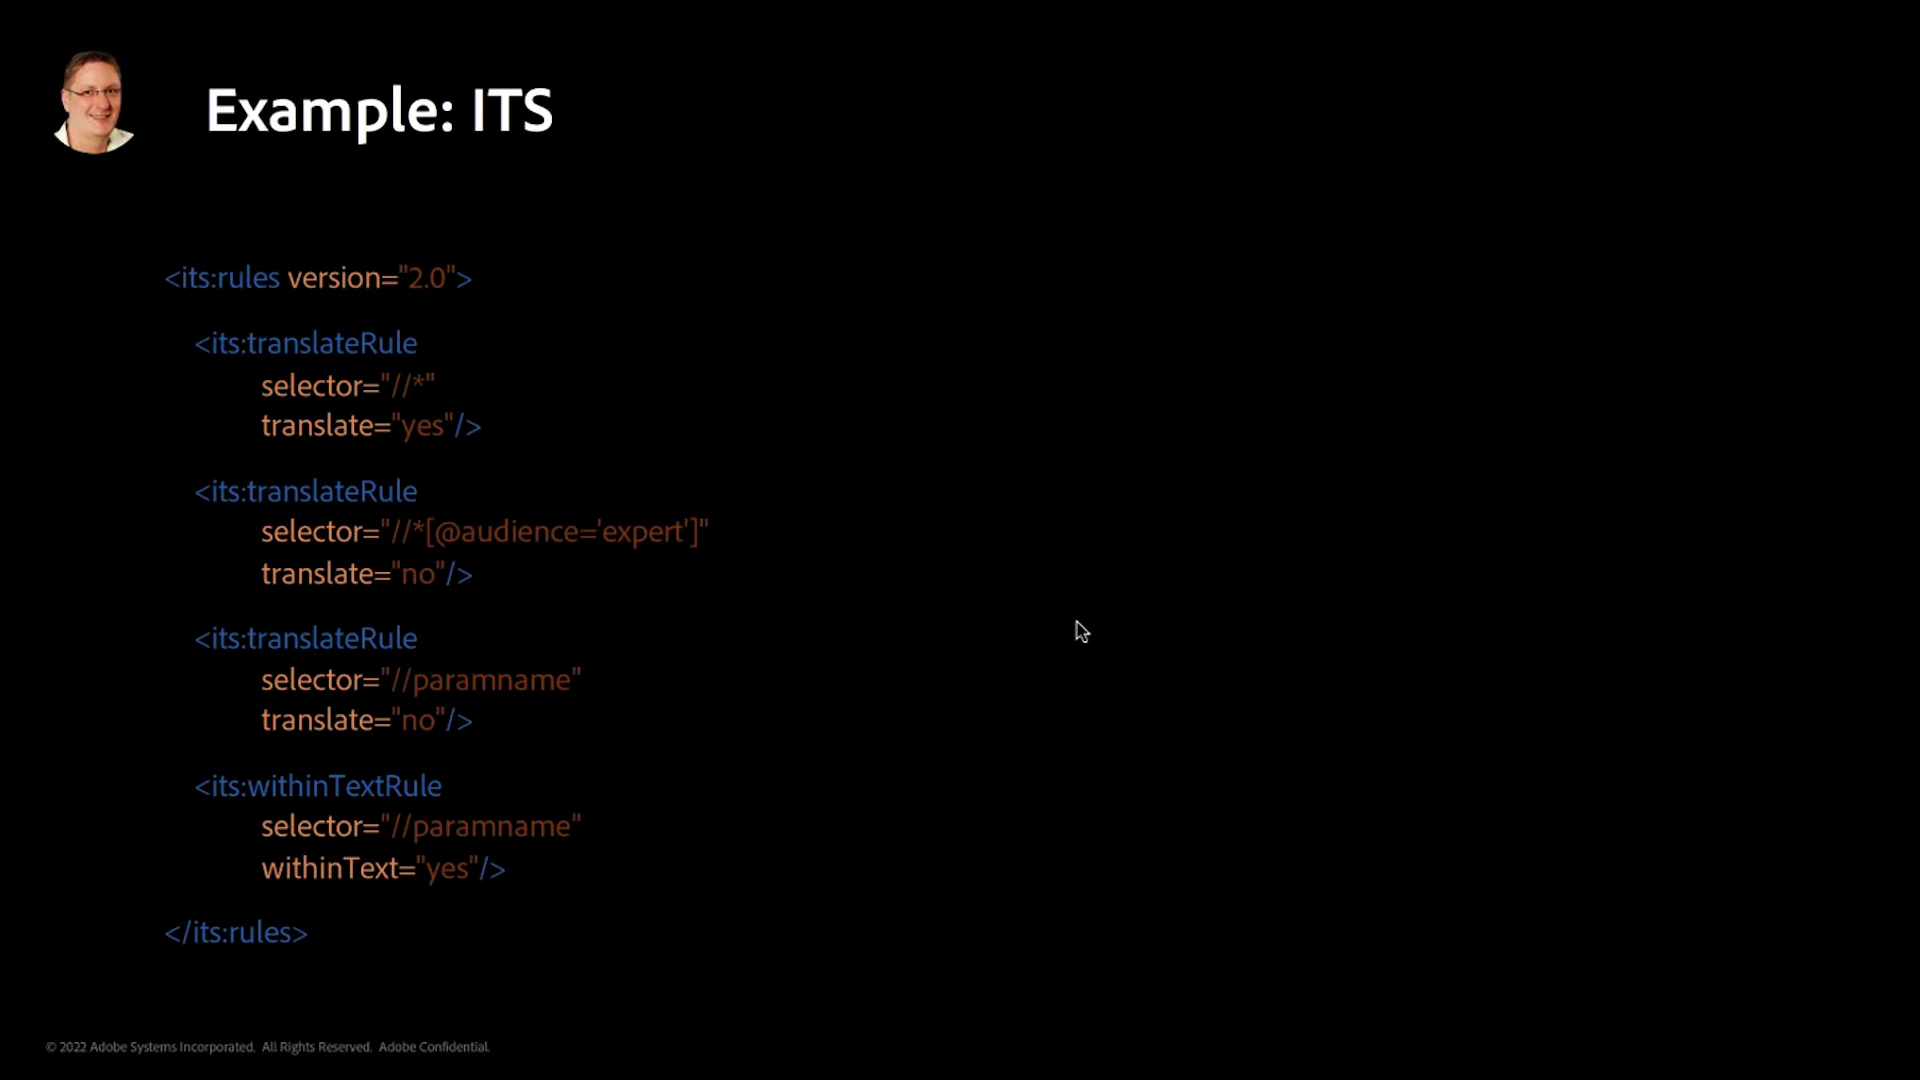 Example: ITS
<its:rules version="2.0">
<its:translateRule
selector="//*"
translate="yes"/>
<its:translateRule
selector="//*[@audience='expert']"
translate="no"/>
<its:translateRule
selector="//paramname"
translate="no"/>
<its:withinTextRule
selector="//paramname"
withinText="yes"/>
</its:rules>
© 2022 Adobe Systems Incorporated. All Rights Reserved. Adobe Confidential.